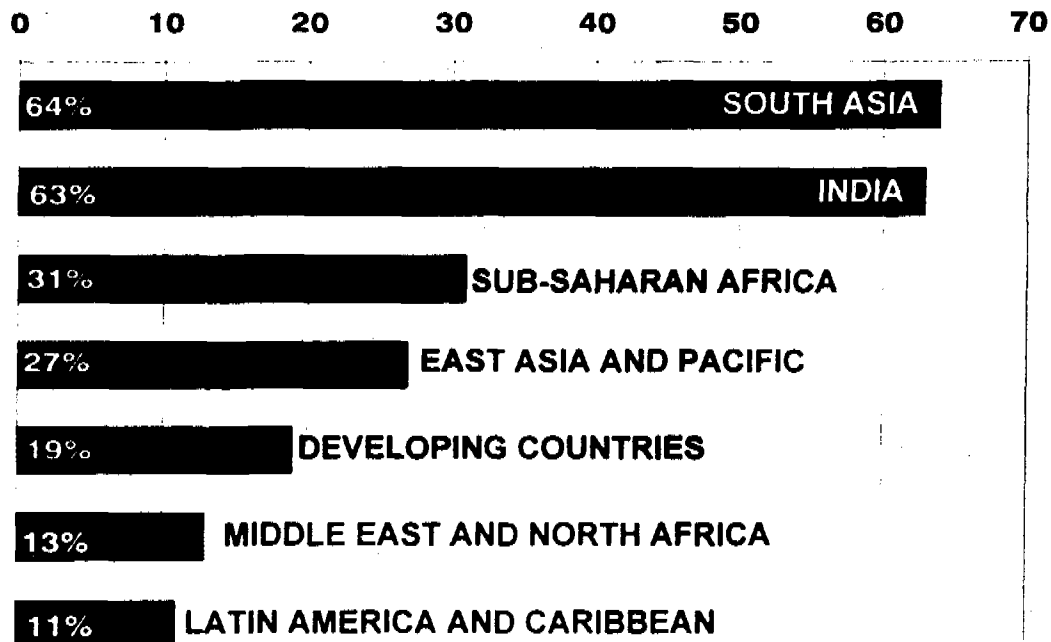 0 10 20 30 40 50 60 70
64% SOUTH ASIA
63% INDIA
31% SUB-SAHARAN AFRICA
27% EAST ASIA AND PACIFIC
19% DEVELOPING COUNTRIES
13% MIDDLE EAST AND NORTH AFRICA
11% LATIN AMERICA AND CARIBBEAN